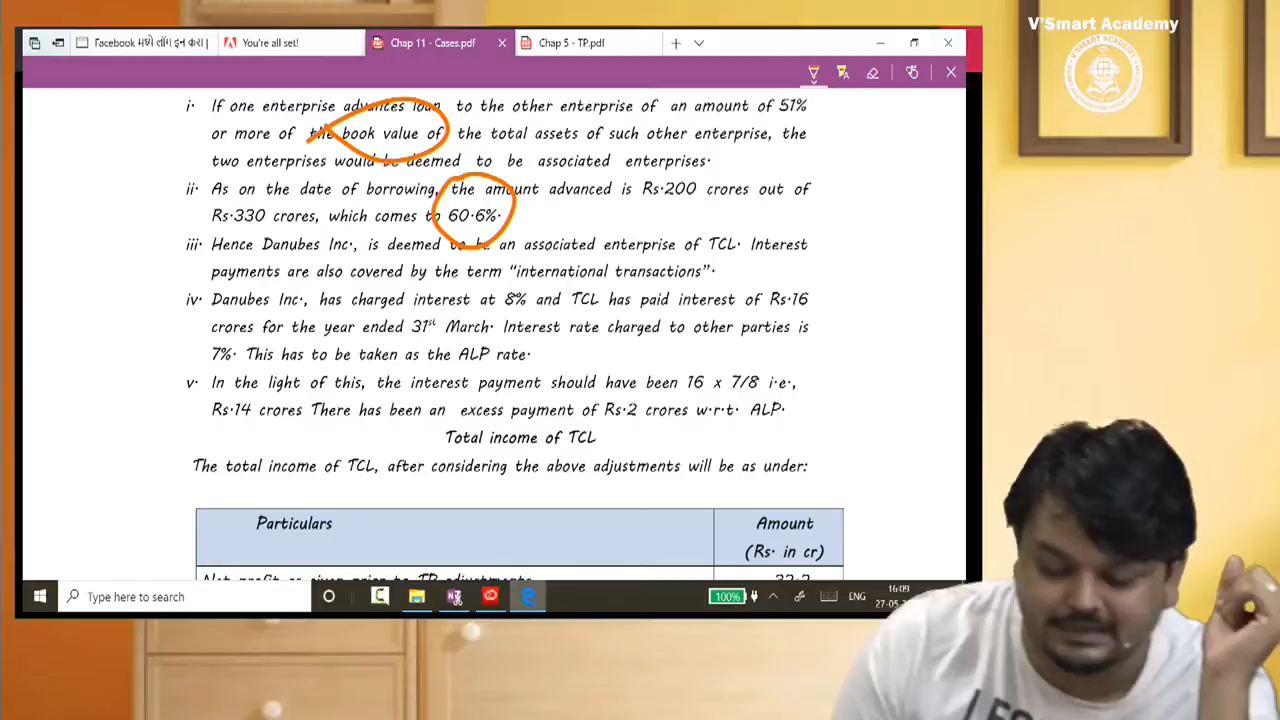 V'Smart Academy
Facebook मध्ये लॉग इन करा |
You're all set!
Chap 11 - Cases.pdf
Chap 5 - TP.pdf
i. If one enterprise advances loan to the other enterprise of an amount of 51%
or more of the book value of the total assets of such other enterprise, the
two enterprises would be deemed to be associated enterprises.
ii. As on the date of borrowing, the amount advanced is Rs.200 crores out of
Rs.330 crores, which comes to 60.6%.
iii. Hence Danubes Inc., is deemed to be an associated enterprise of TCL. Interest
payments are also covered by the term “international transactions”.
iv. Danubes Inc., has charged interest at 8% and TCL has paid interest of Rs.16
crores for the year ended 31st March. Interest rate charged to other parties is
7%. This has to be taken as the ALP rate.
v. In the light of this, the interest payment should have been 16 x 7/8 i.e.,
Rs.14 crores There has been an excess payment of Rs.2 crores w.r.t. ALP.
Total income of TCL
The total income of TCL, after considering the above adjustments will be as under:
Particulars Amount
(Rs. in cr)
Type here to search
100%
ENG
16:09
27-05